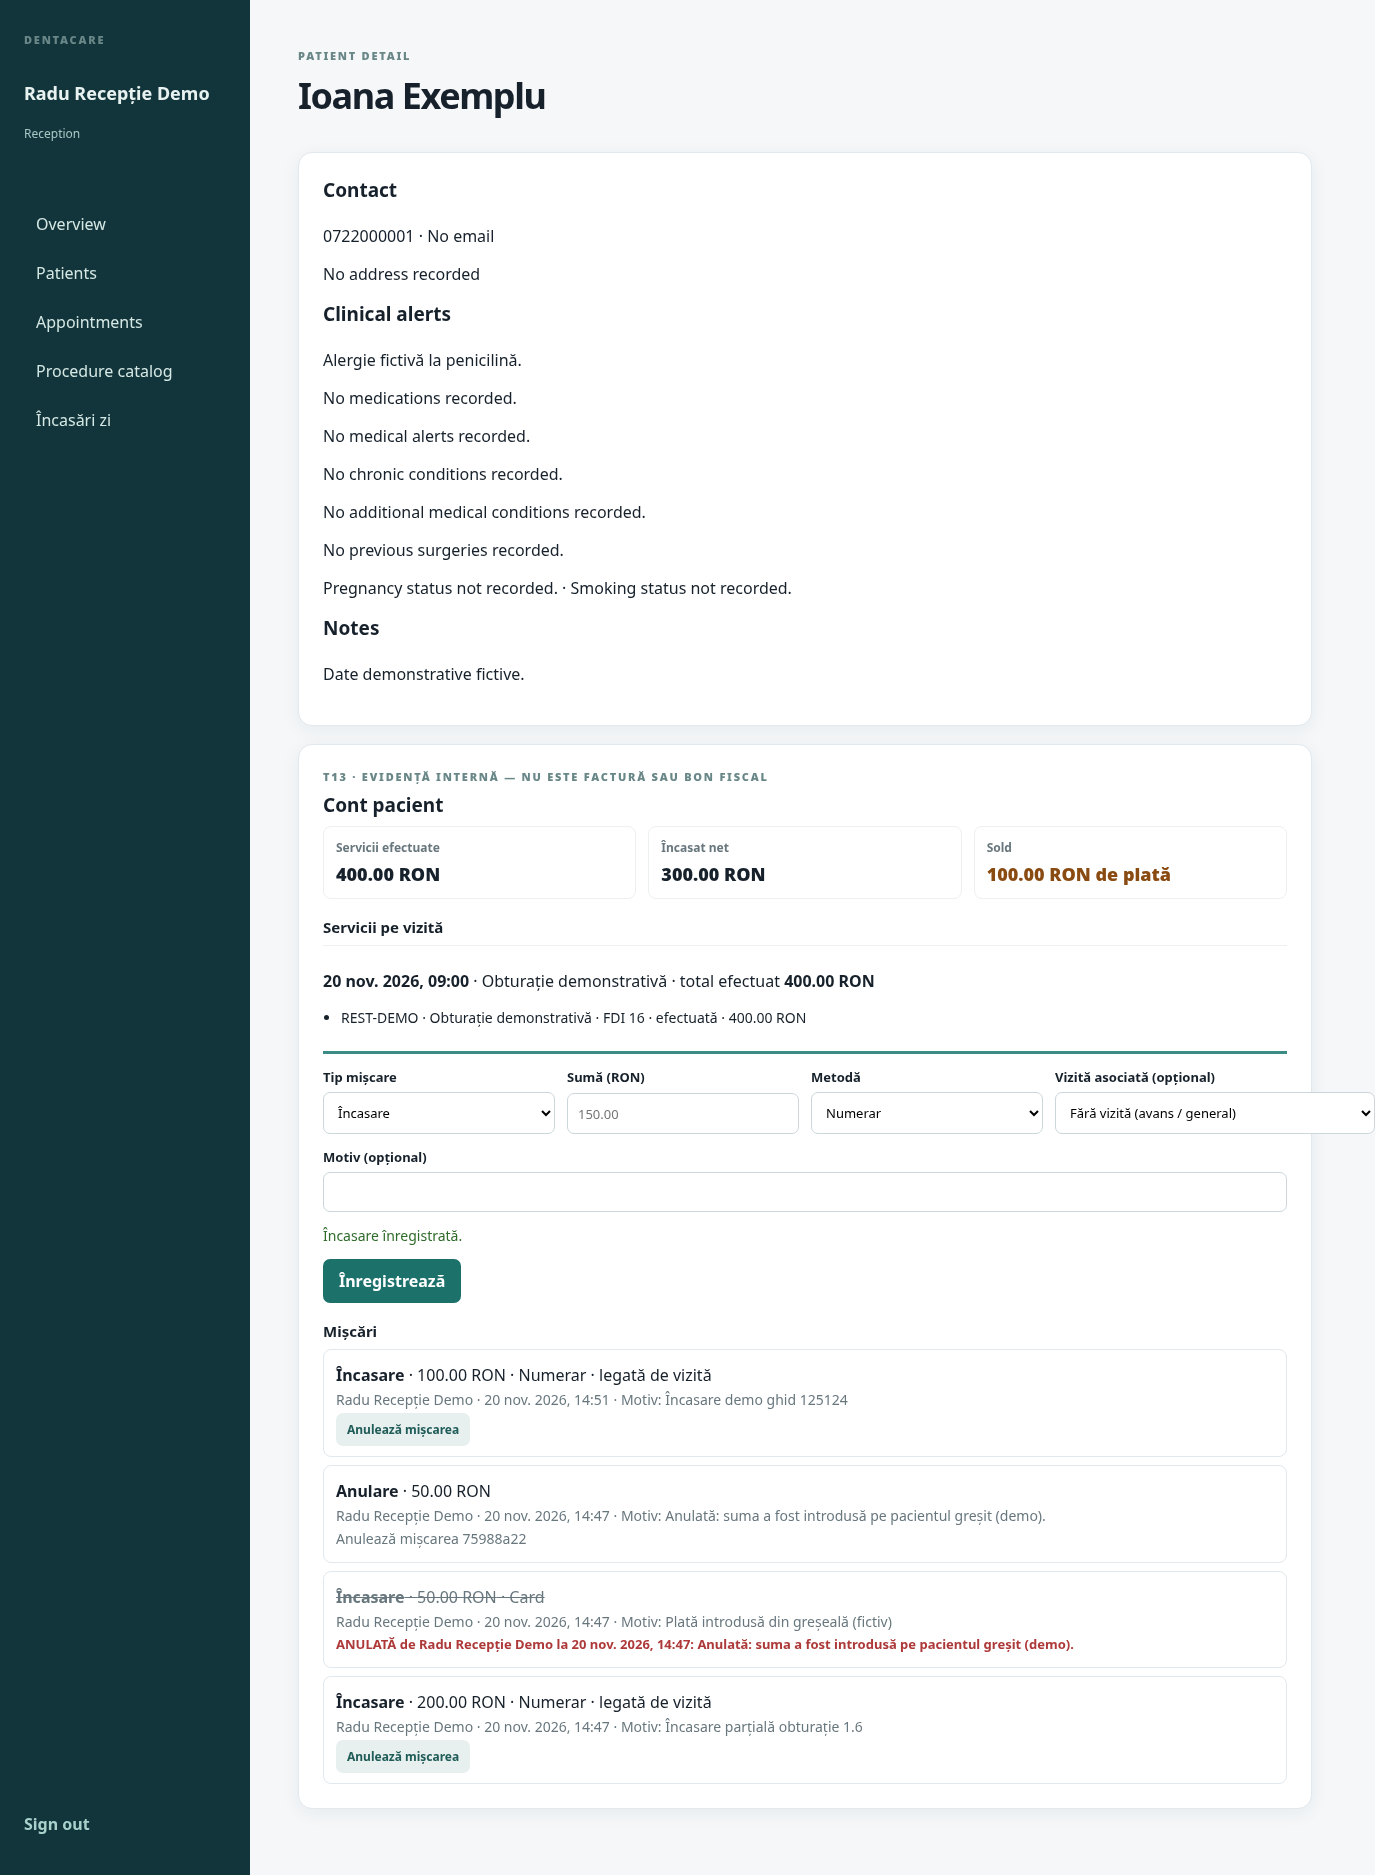 DENTACARE
Radu Recepție Demo
Reception
Overview
Patients
Appointments
Procedure catalog
Încasări zi
Sign out
PATIENT DETAIL
Ioana Exemplu
Contact
0722000001 · No email
No address recorded
Clinical alerts
Alergie fictivă la penicilină.
No medications recorded.
No medical alerts recorded.
No chronic conditions recorded.
No additional medical conditions recorded.
No previous surgeries recorded.
Pregnancy status not recorded. · Smoking status not recorded.
Notes
Date demonstrative fictive.
T13 · EVIDENȚĂ INTERNĂ — NU ESTE FACTURĂ SAU BON FISCAL
Cont pacient
Servicii efectuate
400.00 RON
Încasat net
300.00 RON
Sold
100.00 RON de plată
Servicii pe vizită
20 nov. 2026, 09:00 · Obturație demonstrativă · total efectuat 400.00 RON
• REST-DEMO · Obturație demonstrativă · FDI 16 · efectuată · 400.00 RON
Tip mișcare
Încasare
Sumă (RON)
150.00
Metodă
Numerar
Vizită asociată (opțional)
Fără vizită (avans / general)
Motiv (opțional)
Încasare înregistrată.
Înregistrează
Mișcări
Încasare · 100.00 RON · Numerar · legată de vizită
Radu Recepție Demo · 20 nov. 2026, 14:51 · Motiv: Încasare demo ghid 125124
Anulează mișcarea
Anulare · 50.00 RON
Radu Recepție Demo · 20 nov. 2026, 14:47 · Motiv: Anulată: suma a fost introdusă pe pacientul greșit (demo).
Anulează mișcarea 75988a22
Încasare · 50.00 RON · Card
Radu Recepție Demo · 20 nov. 2026, 14:47 · Motiv: Plată introdusă din greșeală (fictiv)
ANULATĂ de Radu Recepție Demo la 20 nov. 2026, 14:47: Anulată: suma a fost introdusă pe pacientul greșit (demo).
Încasare · 200.00 RON · Numerar · legată de vizită
Radu Recepție Demo · 20 nov. 2026, 14:47 · Motiv: Încasare parțială obturație 1.6
Anulează mișcarea